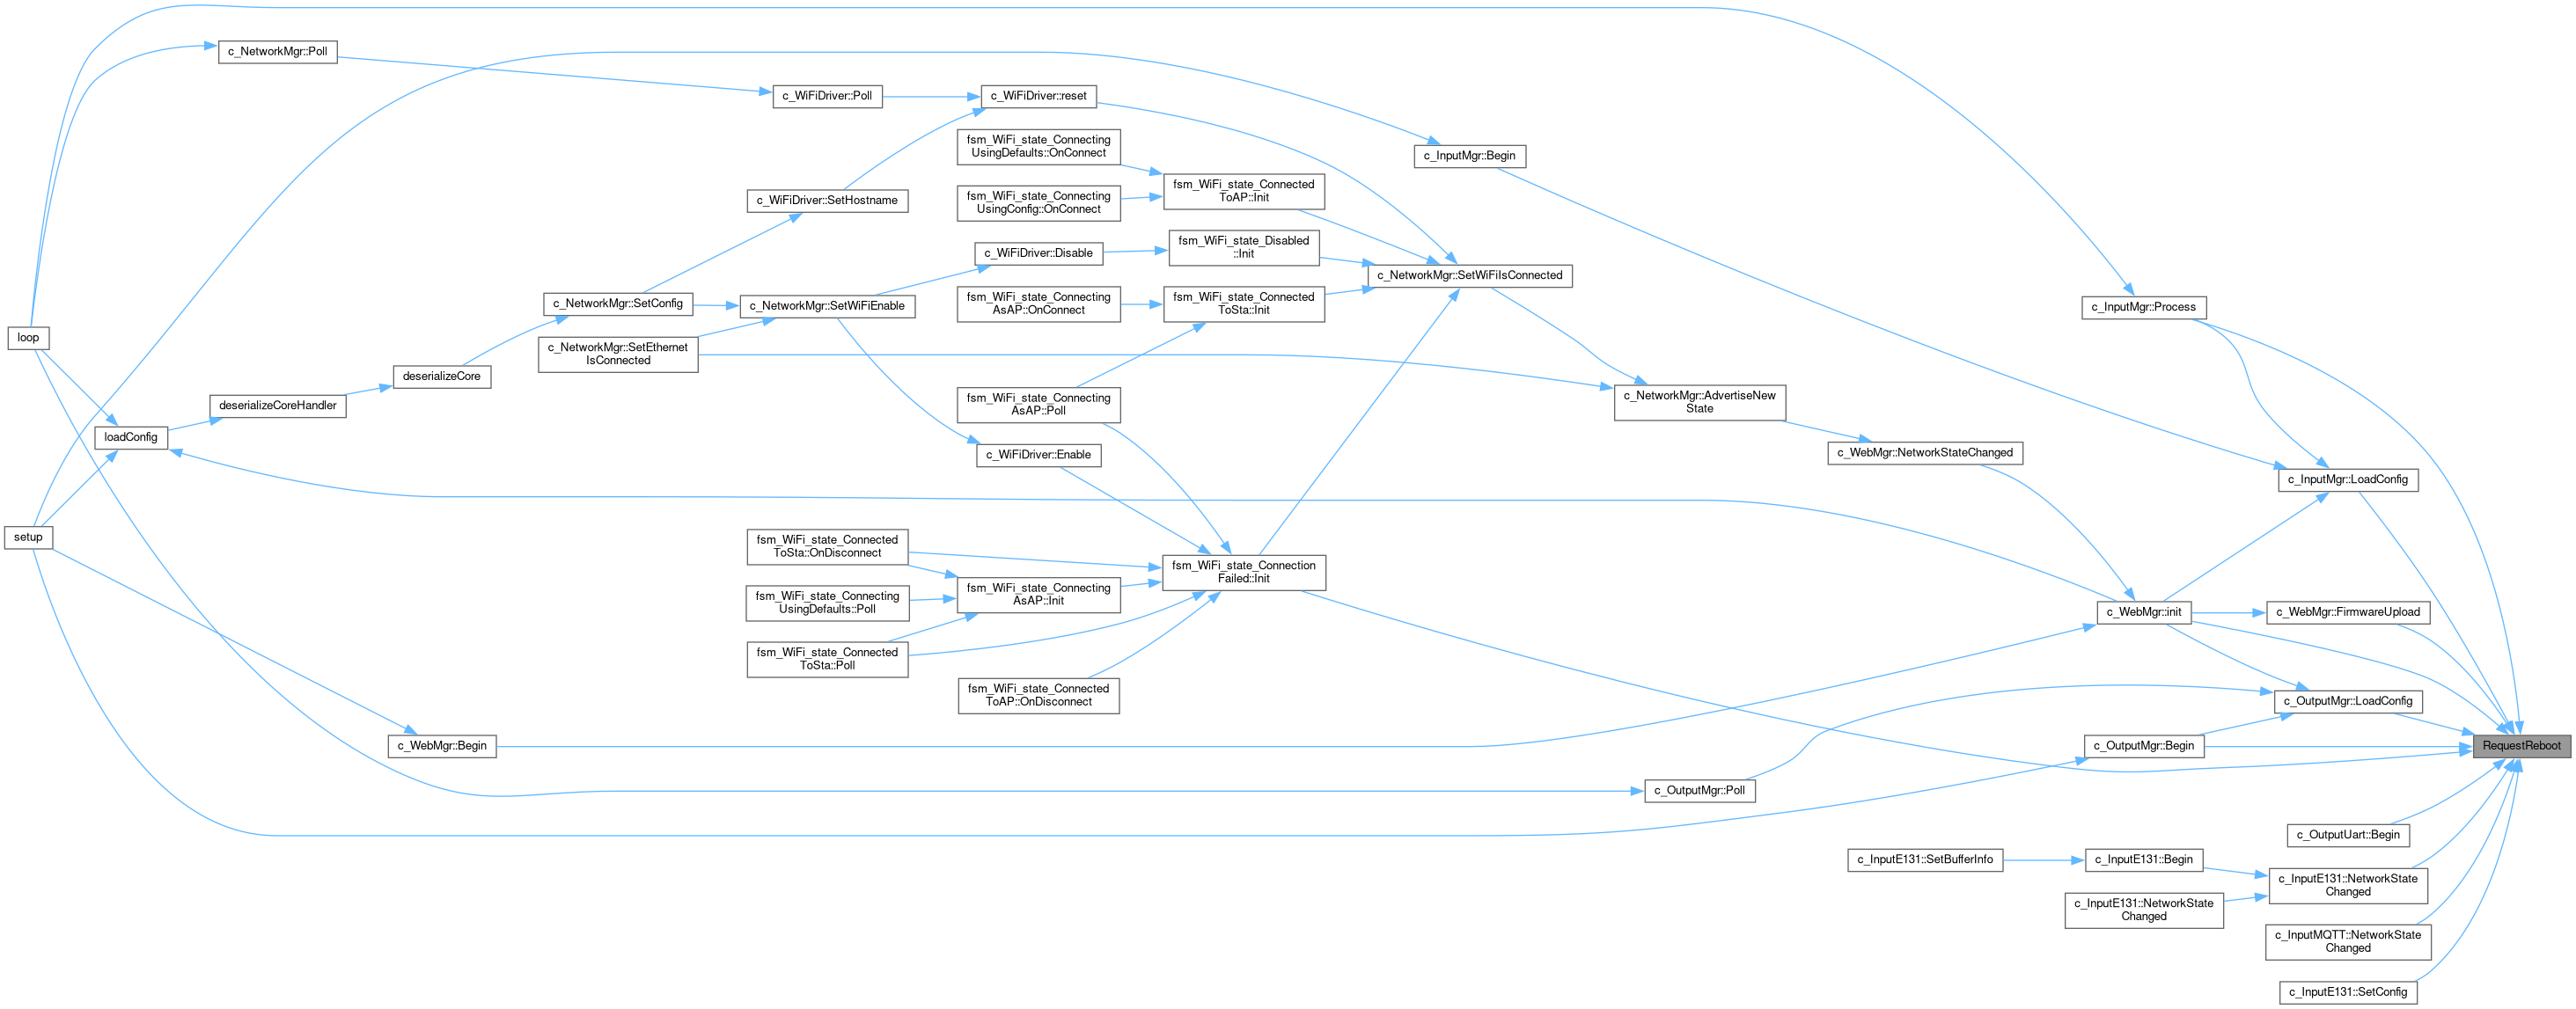 loop
setup
loadConfig
c_NetworkMgr::Poll
deserializeCoreHandler
deserializeCore
c_WebMgr::Begin
c_NetworkMgr::SetConfig
c_NetworkMgr::SetEthernet
IsConnected
c_WiFiDriver::Poll
c_WiFiDriver::SetHostname
c_NetworkMgr::SetWiFiEnable
fsm_WiFi_state_Connected
ToSta::OnDisconnect
fsm_WiFi_state_Connecting
UsingDefaults::Poll
fsm_WiFi_state_Connected
ToSta::Poll
c_WiFiDriver::reset
fsm_WiFi_state_Connecting
UsingDefaults::OnConnect
fsm_WiFi_state_Connecting
UsingConfig::OnConnect
c_WiFiDriver::Disable
fsm_WiFi_state_Connecting
AsAP::OnConnect
fsm_WiFi_state_Connecting
AsAP::Poll
c_WiFiDriver::Enable
fsm_WiFi_state_Connecting
AsAP::Init
fsm_WiFi_state_Connected
ToAP::OnDisconnect
fsm_WiFi_state_Connected
ToAP::Init
fsm_WiFi_state_Disabled
::Init
fsm_WiFi_state_Connected
ToSta::Init
fsm_WiFi_state_Connection
Failed::Init
c_InputMgr::Begin
c_NetworkMgr::SetWiFiIsConnected
c_NetworkMgr::AdvertiseNew
State
c_OutputMgr::Poll
c_WebMgr::NetworkStateChanged
c_InputE131::SetBufferInfo
c_InputMgr::Process
c_WebMgr::init
c_OutputMgr::Begin
c_InputE131::Begin
c_InputE131::NetworkState
Changed
c_InputMgr::LoadConfig
c_WebMgr::FirmwareUpload
c_OutputMgr::LoadConfig
c_OutputUart::Begin
c_InputE131::NetworkState
Changed
c_InputMQTT::NetworkState
Changed
c_InputE131::SetConfig
RequestReboot